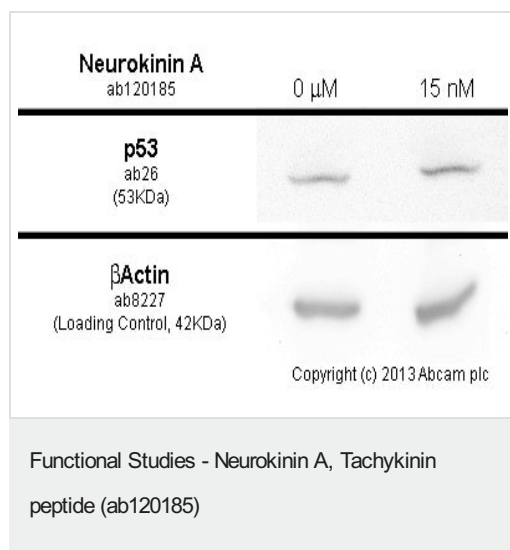 Neurokinin A
ab120185
0 µM 15 nM
p53
ab26
(53KDa)
βActin
ab8227
(Loading Control, 42KDa)
Copyright (c) 2013 Abcam plc
Functional Studies - Neurokinin A, Tachykinin
peptide (ab120185)